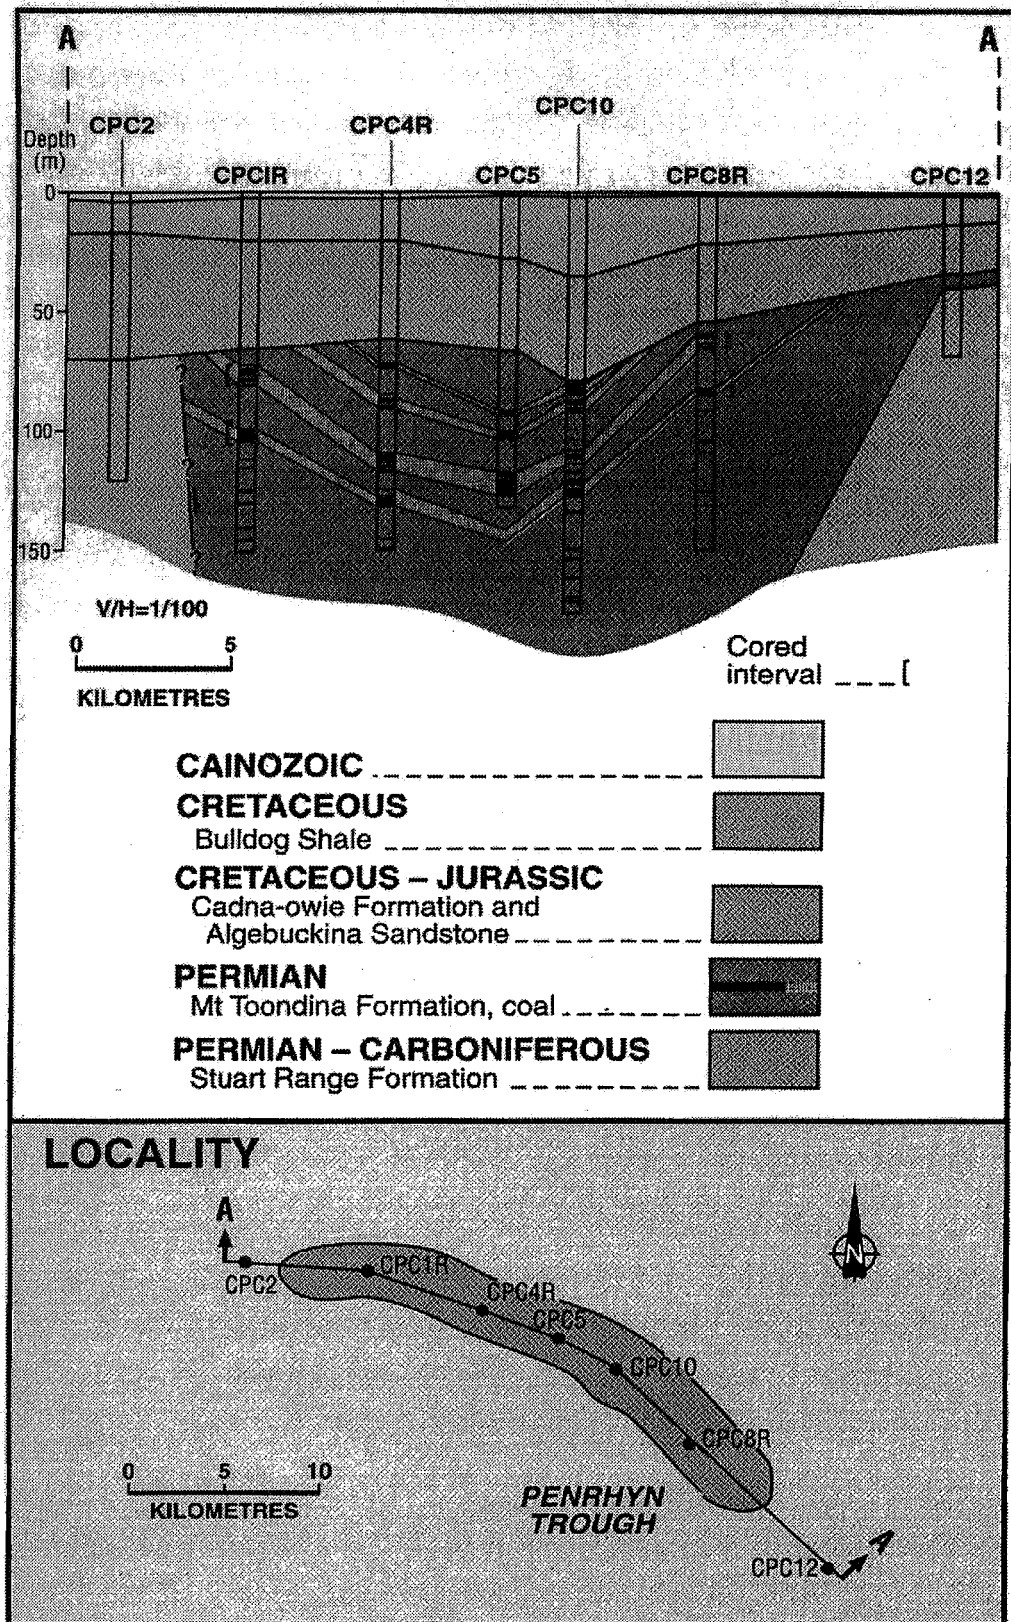 A A
CPC10
CPC2 CPC4R
Depth
(m)
CPCIR CPC5 CPC8R CPC12
0
50
? 
100
?
150 ?
V/H=1/100
0 5
KILOMETRES
Cored
interval ___[
CAINOZOIC
CRETACEOUS
Bulldog Shale
CRETACEOUS – JURASSIC
Cadna-owie Formation and
Algebuckina Sandstone
PERMIAN
Mt Toondina Formation, coal
PERMIAN – CARBONIFEROUS
Stuart Range Formation
LOCALITY
A
N
CPC2 CPC1R
CPC4R
CPC5
CPC10
CPC8R
0 5 10
KILOMETRES
PENRHYN
TROUGH
A
CPC12